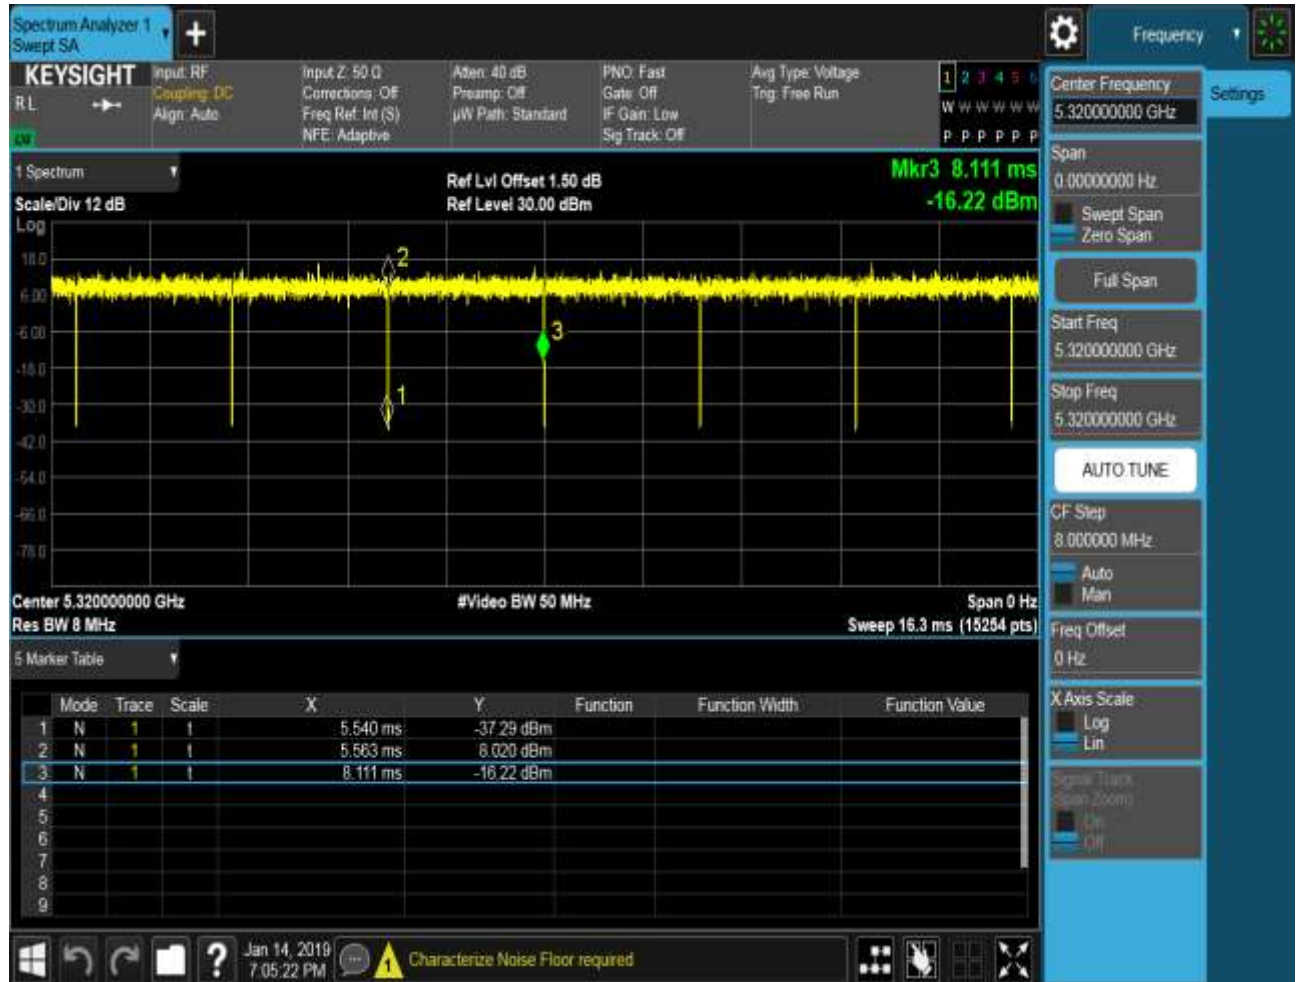 Spectrum Analyzer 1
Swept SA
Frequency
KEYSIGHT
RL
Input: RF
Coupling: DC
Align: Auto
Input Z: 50 Ω
Corrections: Off
Freq Ref: Int (S)
NFE: Adaptive
Atten: 40 dB
Preamp: Off
µW Path: Standard
PNO: Fast
Gate: Off
IF Gain: Low
Sig Track: Off
Avg Type: Voltage
Trig: Free Run
1 2 3 4 5 6
W W W W W W
P P P P P P
1 Spectrum
Scale/Div 12 dB
Ref Lvl Offset 1.50 dB
Ref Level 30.00 dBm
Mkr3 8.111 ms
-16.22 dBm
Log
18.0
6.00
-6.00
-18.0
-30.0
-42.0
-54.0
-66.0
-78.0
2
3
1
Center 5.320000000 GHz
Res BW 8 MHz
#Video BW 50 MHz
Span 0 Hz
Sweep 16.3 ms (15254 pts)
5 Marker Table
Mode Trace Scale X Y Function Function Width Function Value
1 N 1 t 5.540 ms -37.29 dBm
2 N 1 t 5.563 ms 8.020 dBm
3 N 1 t 8.111 ms -16.22 dBm
4
5
6
7
8
9
Jan 14, 2019
7:05:22 PM
Characterize Noise Floor required
Center Frequency
5.320000000 GHz
Settings
Span
0.00000000 Hz
Swept Span
Zero Span
Full Span
Start Freq
5.320000000 GHz
Stop Freq
5.320000000 GHz
AUTO TUNE
CF Step
8.000000 MHz
Auto
Man
Freq Offset
0 Hz
X Axis Scale
Log
Lin
Signal Track
(Span Zoom)
On
Off